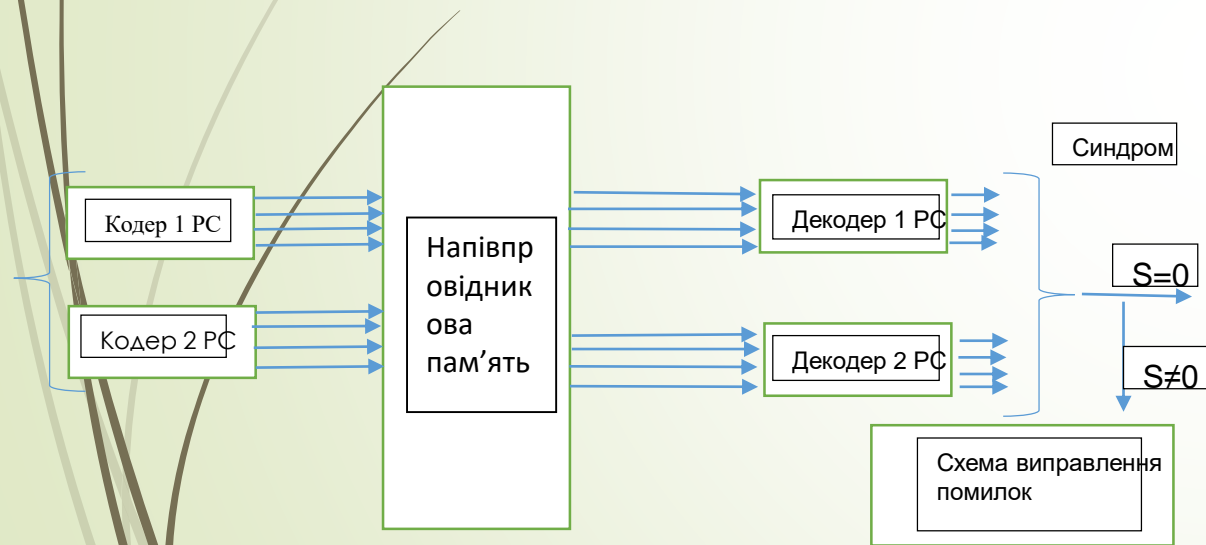 Синдром
Кодер 1 РС
Декодер 1 РС
Напівпр
овідник
ова
пам’ять
S=0
Кодер 2 РС
Декодер 2 РС
S≠0
Схема виправлення
помилок